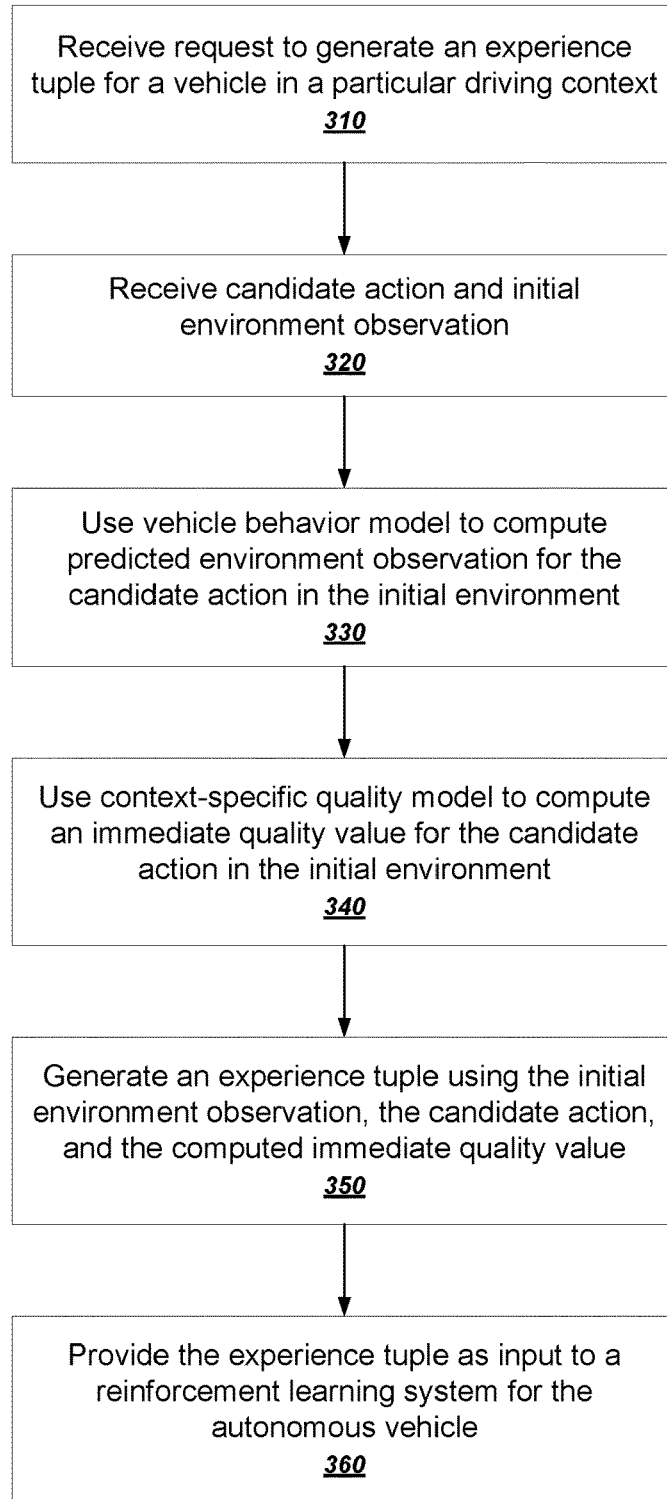 Receive request to generate an experience
tuple for a vehicle in a particular driving context
310
Receive candidate action and initial
environment observation
320
Use vehicle behavior model to compute
predicted environment observation for the
candidate action in the initial environment
330
Use context-specific quality model to compute
an immediate quality value for the candidate
action in the initial environment
340
Generate an experience tuple using the initial
environment observation, the candidate action,
and the computed immediate quality value
350
Provide the experience tuple as input to a
reinforcement learning system for the
autonomous vehicle
360